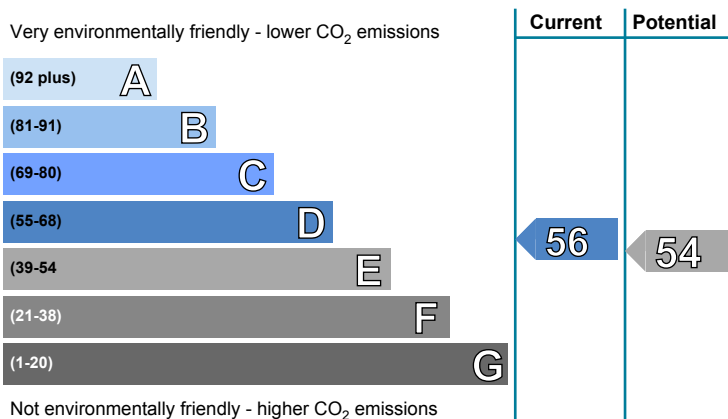 Current Potential
Very environmentally friendly - lower CO2 emissions
(92 plus) A
(81-91) B
(69-80) C
(55-68) D
56
54
(39-54 E
(21-38) F
(1-20) G
Not environmentally friendly - higher CO2 emissions